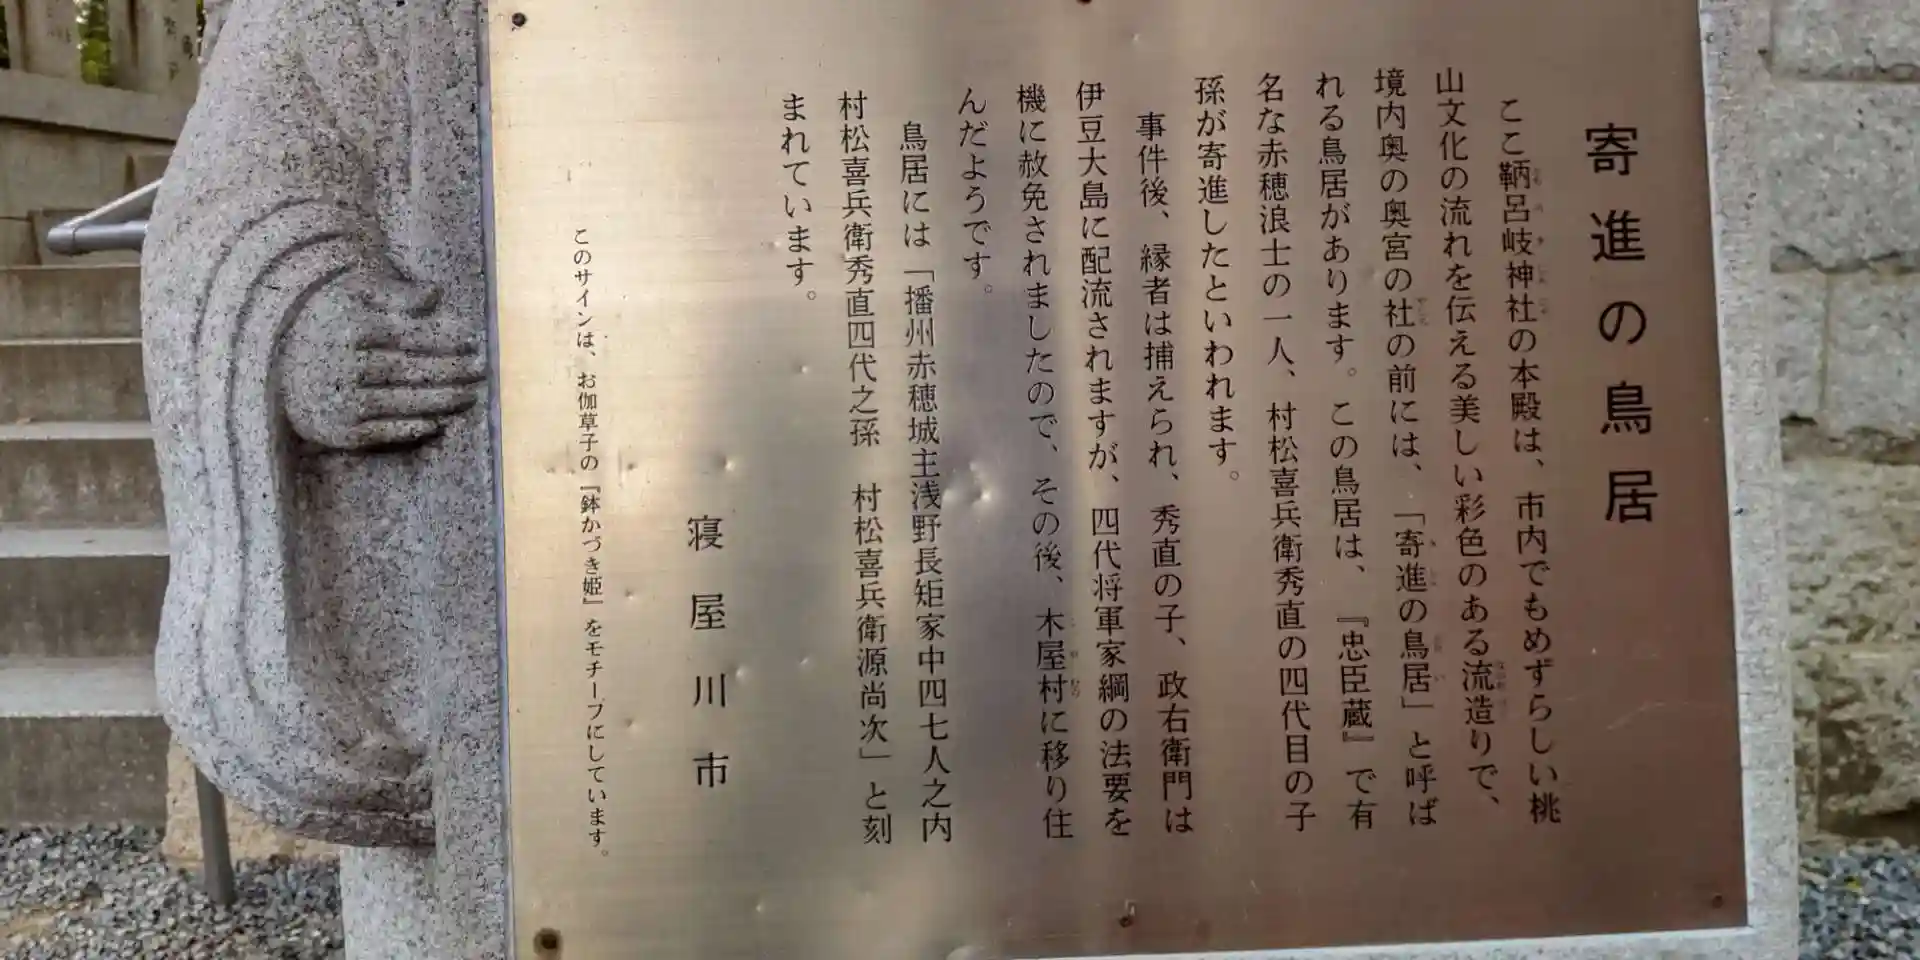 寄進の鳥居
ここ鞆呂岐神社の本殿は、市内でもめずらしい桃
山文化の流れを伝える美しい彩色のある流造りで、
境内奥の奥宮の社の前には、「寄進の鳥居」と呼ば
れる鳥居があります。この鳥居は、『忠臣蔵』で有
名な赤穂浪士の一人、村松喜兵衛秀直の四代目の子
孫が寄進したといわれます。
事件後、縁者は捕えられ、秀直の子、政右衛門は
伊豆大島に配流されますが、四代将軍家綱の法要を
機に赦免されましたので、その後、木屋村に移り住
んだようです。
鳥居には「播州赤穂城主浅野長矩家中四七人之内
村松喜兵衛秀直四代之孫 村松喜兵衛源尚次」と刻
まれています。
寝屋川市
このサインは、お伽草子の『鉢かづき姫』をモチーフにしています。